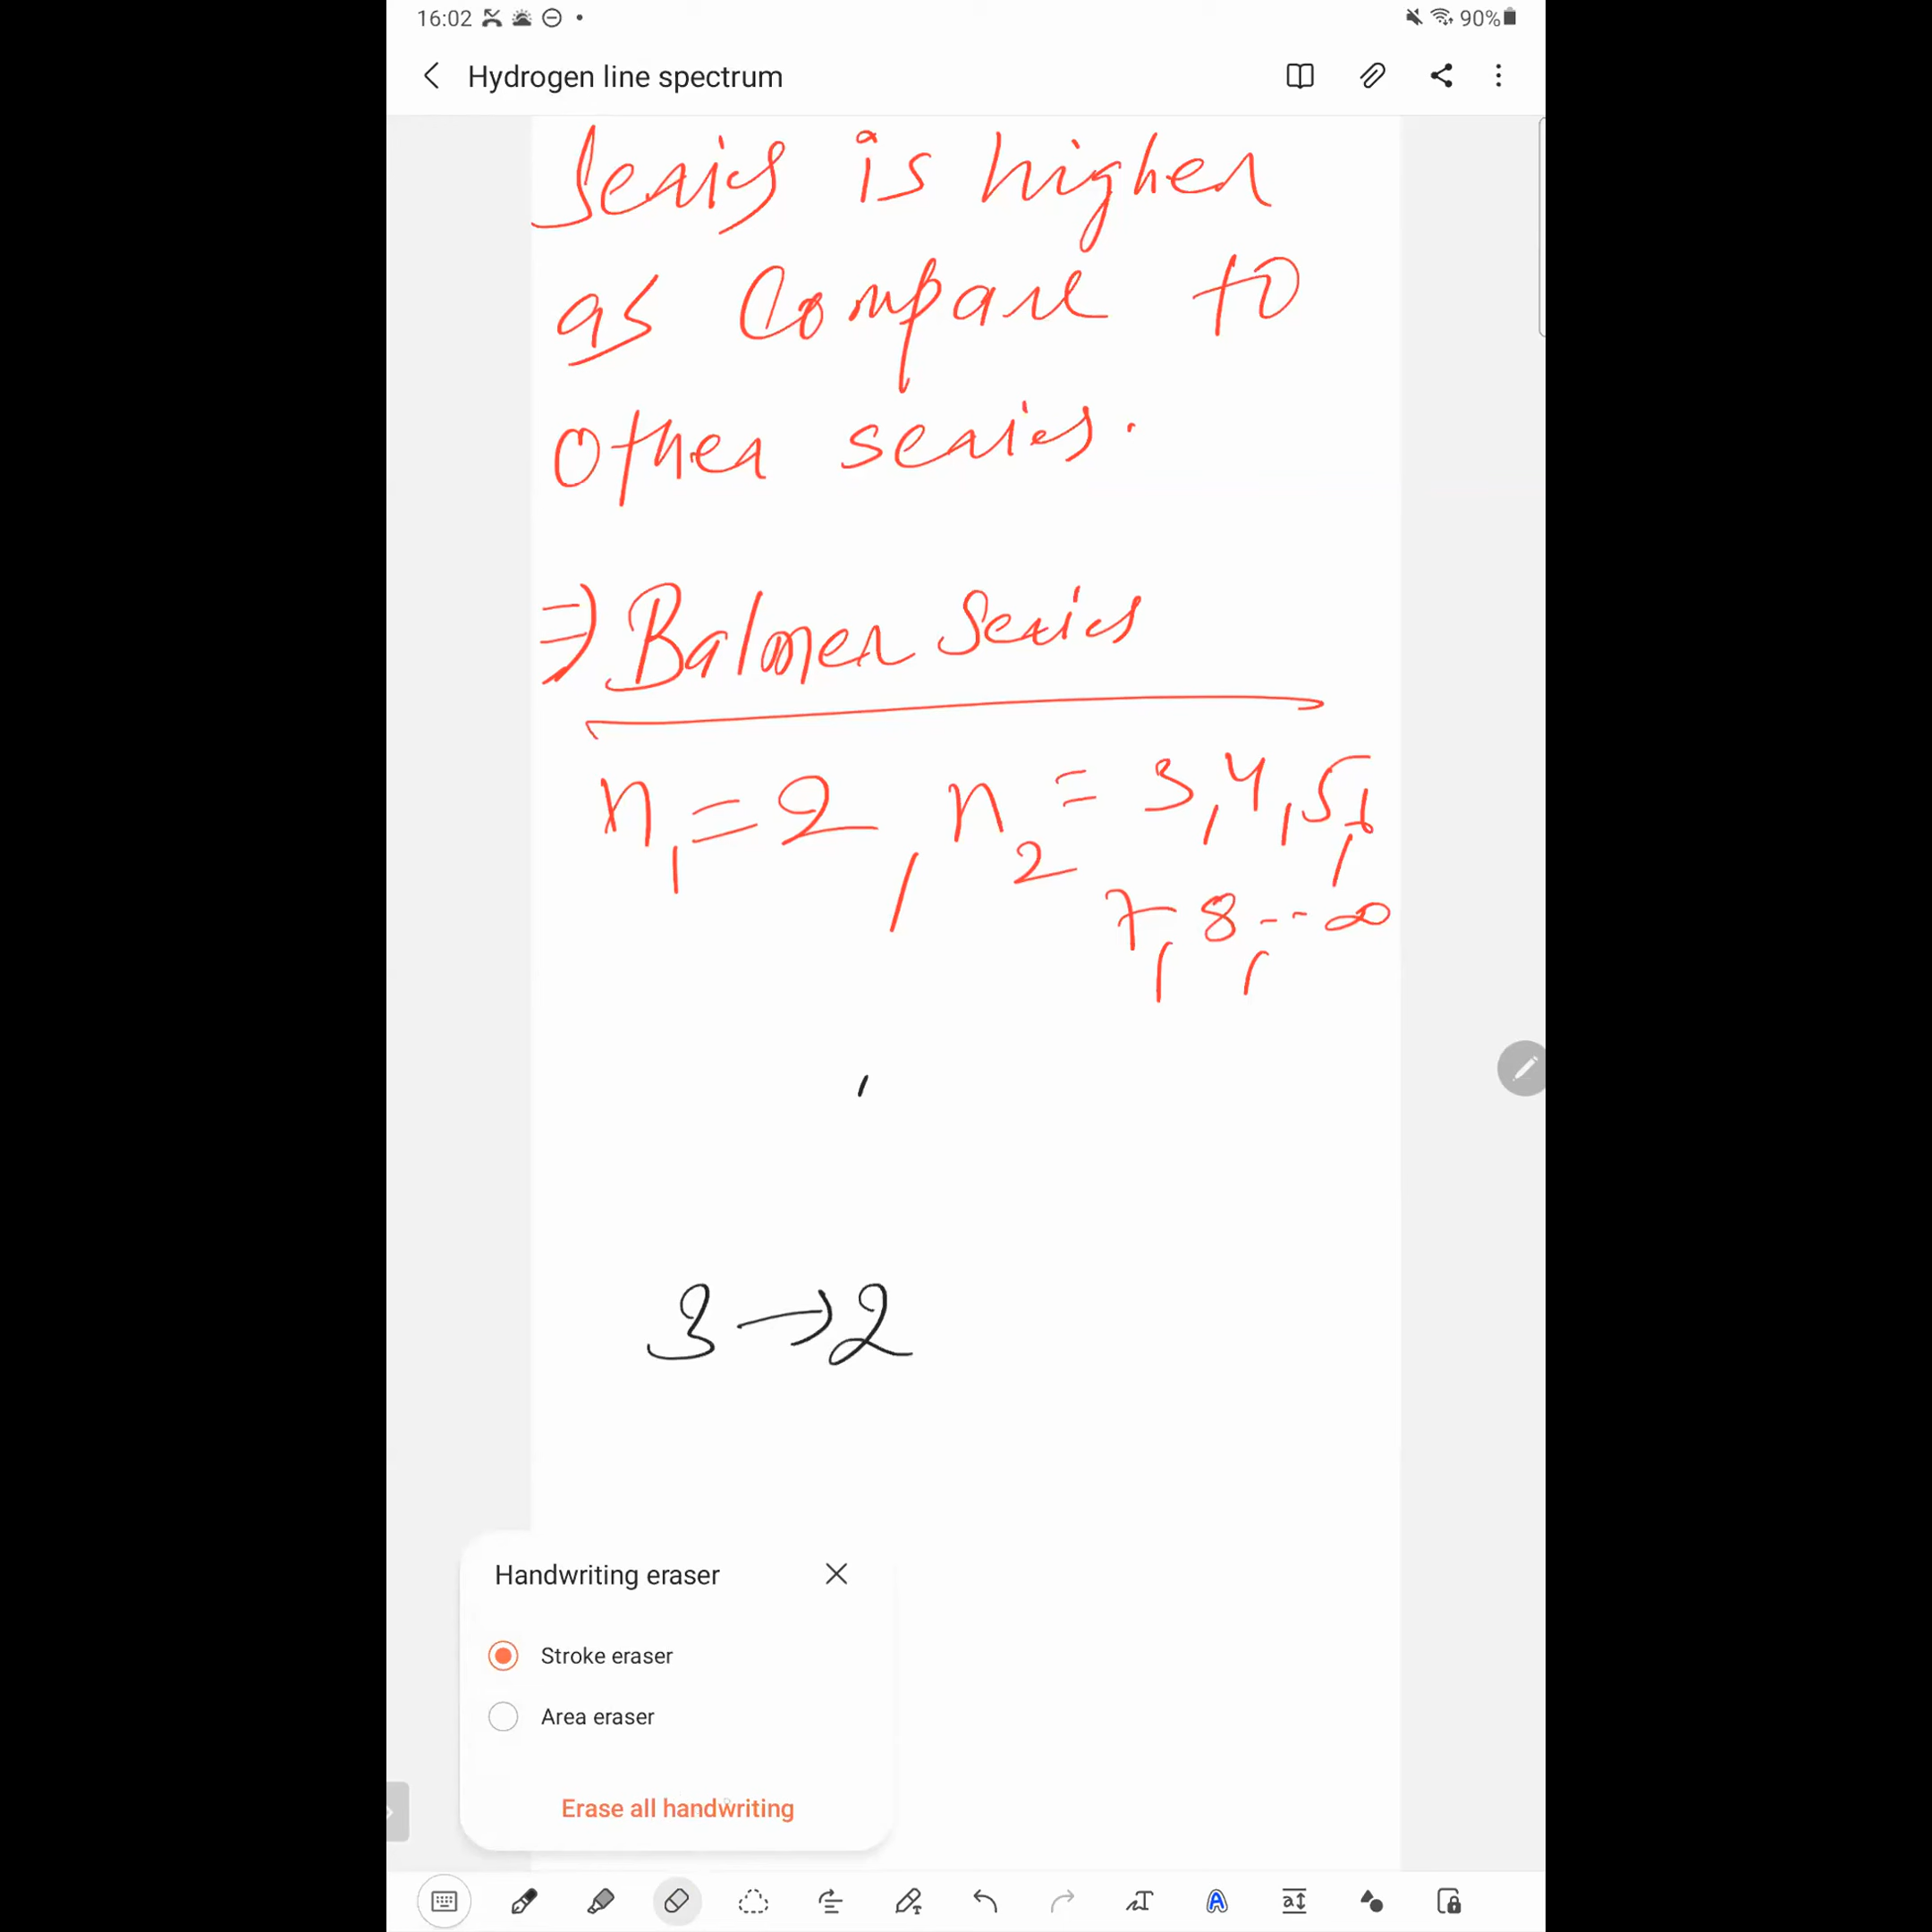 16:02
90%
Hydrogen line spectrum
Series is higher
as compare to
other series.
⇒ Balmer Series
n₁ = 2, n₂ = 3, 4, 5, 6
7, 8, -- ∞
3 → 2
Handwriting eraser
Stroke eraser
Area eraser
Erase all handwriting